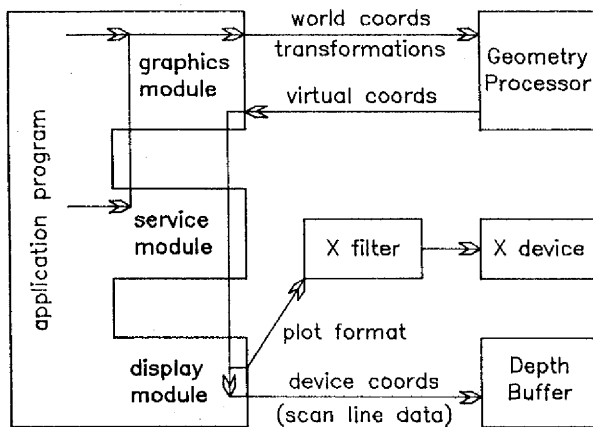 world coords
transformations
graphics
module
Geometry
Processor
virtual coords
application program
service
module
X filter
X device
plot format
display
module
device coords
(scan line data)
Depth
Buffer